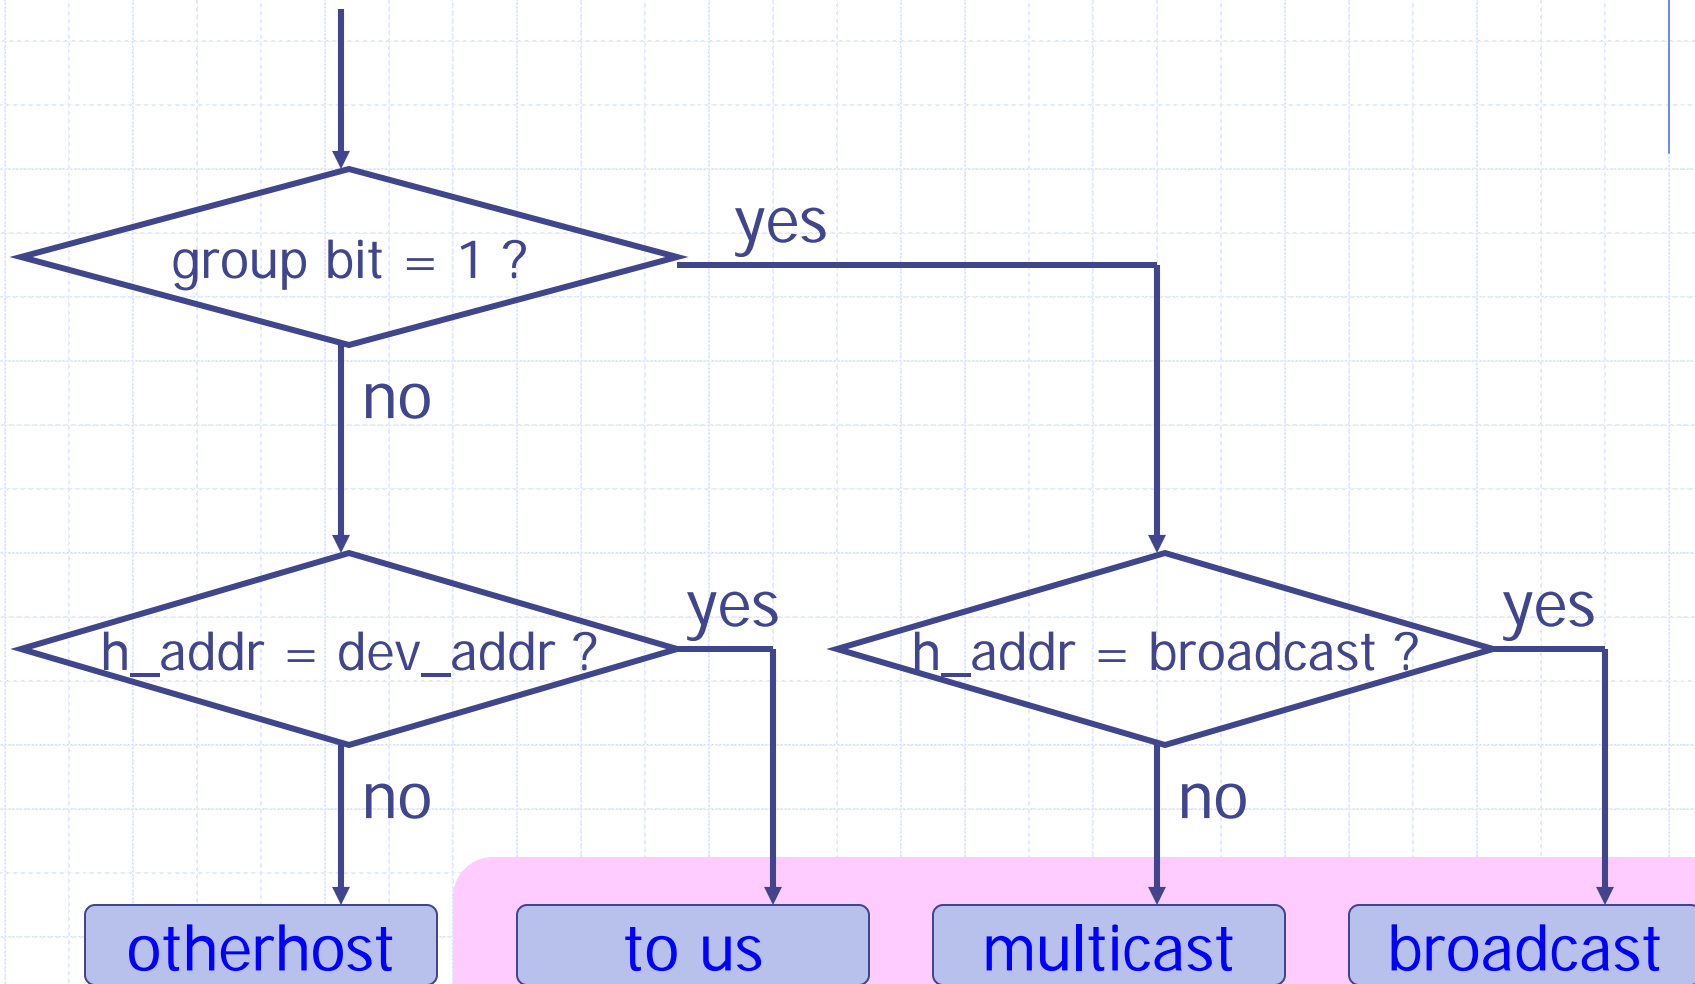 yes
group bit = 1 ?
no
yes
yes
h_addr = dev_addr ?
h_addr = broadcast ?
no
no
otherhost
to us
multicast
broadcast